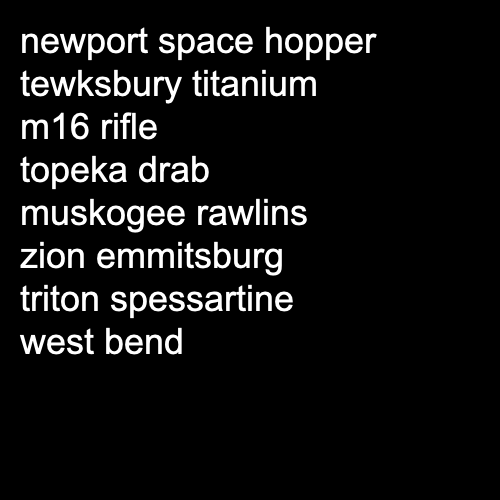 newport space hopper
tewksbury titanium
m16 rifle
topeka drab
muskogee rawlins
zion emmitsburg
triton spessartine
west bend